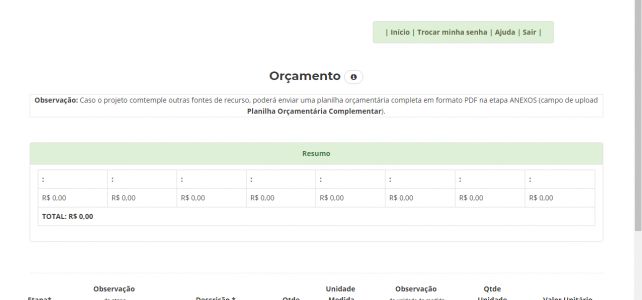 | Início | Trocar minha senha | Ajuda | Sair |
Orçamento
Observação: Caso o projeto comtemple outras fontes de recurso, poderá enviar uma planilha orçamentária completa em formato PDF na etapa ANEXOS (campo de upload
Planilha Orçamentária Complementar).
Resumo
: : : : : : : :
R$ 0,00 R$ 0,00 R$ 0,00 R$ 0,00 R$ 0,00 R$ 0,00 R$ 0,00 R$ 0,00
TOTAL: R$ 0,00
Observação Unidade Observação Qtde
Etapa* Descrição * Qtde Medida Unidade Valor Unitário